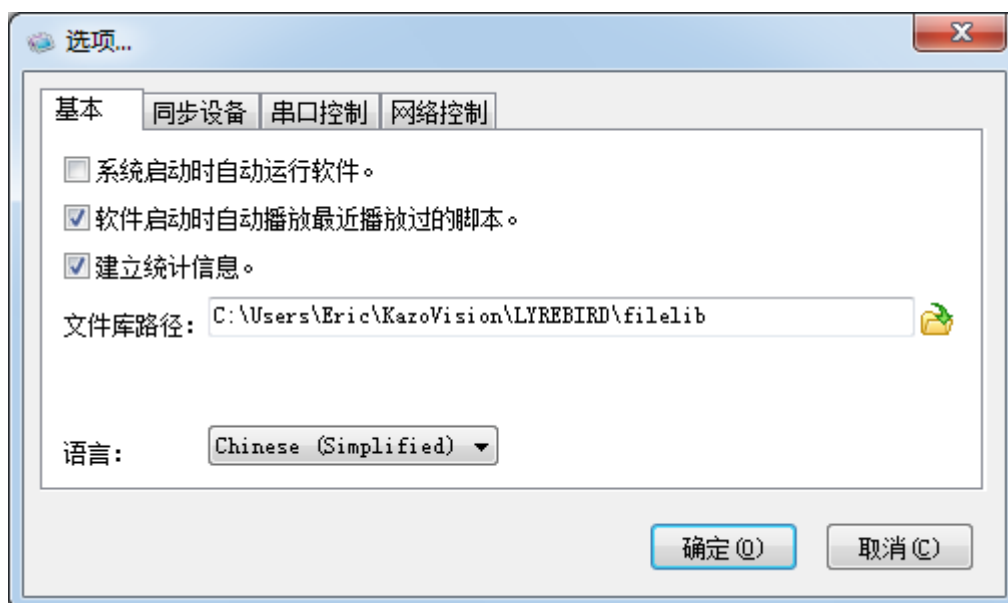 选项...
基本 同步设备 串口控制 网络控制
系统启动时自动运行软件。
软件启动时自动播放最近播放过的脚本。
建立统计信息。
文件库路径: C:\Users\Eric\KazoVision\LYREBIRD\filelib
语言: Chinese (Simplified)
确定(O) 取消(C)